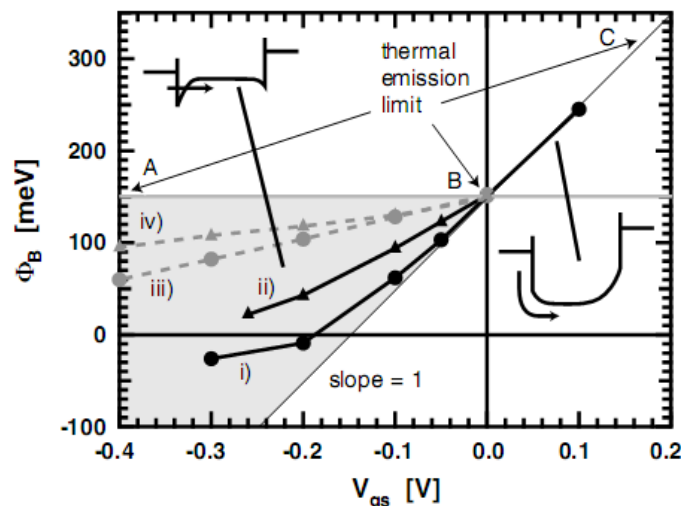 300
200
100
0
-100
-0.4
-0.3
-0.2
-0.1
0.0
0.1
0.2
Φ_B [meV]
V_gs [V]
thermal
emission
limit
A
B
C
iv)
iii)
ii)
i)
slope = 1